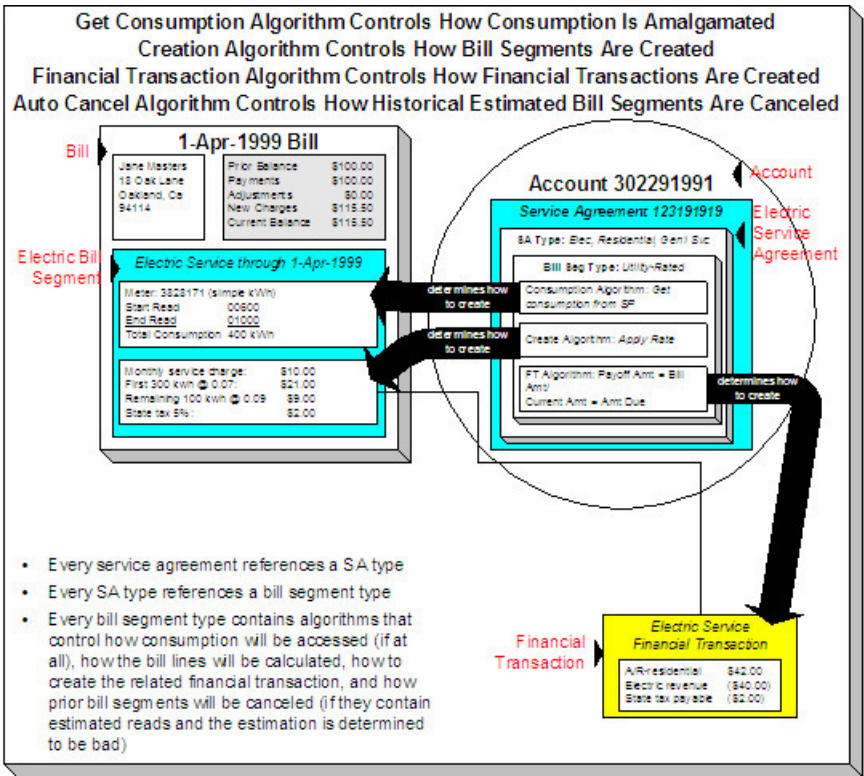 Get Consumption Algorithm Controls How Consumption Is Amalgamated
Creation Algorithm Controls How Bill Segments Are Created
Financial Transaction Algorithm Controls How Financial Transactions Are Created
Auto Cancel Algorithm Controls How Historical Estimated Bill Segments Are Canceled
Bill
1-Apr-1999 Bill
Jane Masters
18 Oak Lane
Oakland, Ca
94114
Prior Balance $100.00
Payments $100.00
Adjustments $0.00
New Charges $115.50
Current Balance $115.50
Electric Bill
Segment
Electric Service through 1-Apr-1999
Meter: 3828171 (simple kWh)
Start Read 00600
End Read 01000
Total Consumption 400 kWh
Monthly service charge: $10.00
First 300 kwh @ 0.07: $21.00
Remaining 100 kwh @ 0.09 $9.00
State tax 5%: $2.00
Account
Account 302291991
Electric
Service
Agreement
Service Agreement 123191919
SA Type: Elec, Residential, Gen'l Svc
Bill Seg Type: Utility-Rated
determines how
to create
Consumption Algorithm: Get
consumption from SP
determines how
to create
Create Algorithm: Apply Rate
FT Algorithm: Payoff Amt = Bill
Amt/
Current Amt = Amt Due
determines how
to create
• Every service agreement references a SA type
• Every SA type references a bill segment type
• Every bill segment type contains algorithms that
control how consumption will be accessed (if at
all), how the bill lines will be calculated, how to
create the related financial transaction, and how
prior bill segments will be canceled (if they contain
estimated reads and the estimation is determined
to be bad)
Financial
Transaction
Electric Service
Financial Transaction
A/R-residential $42.00
Electric revenue ($40.00)
State tax payable ($2.00)